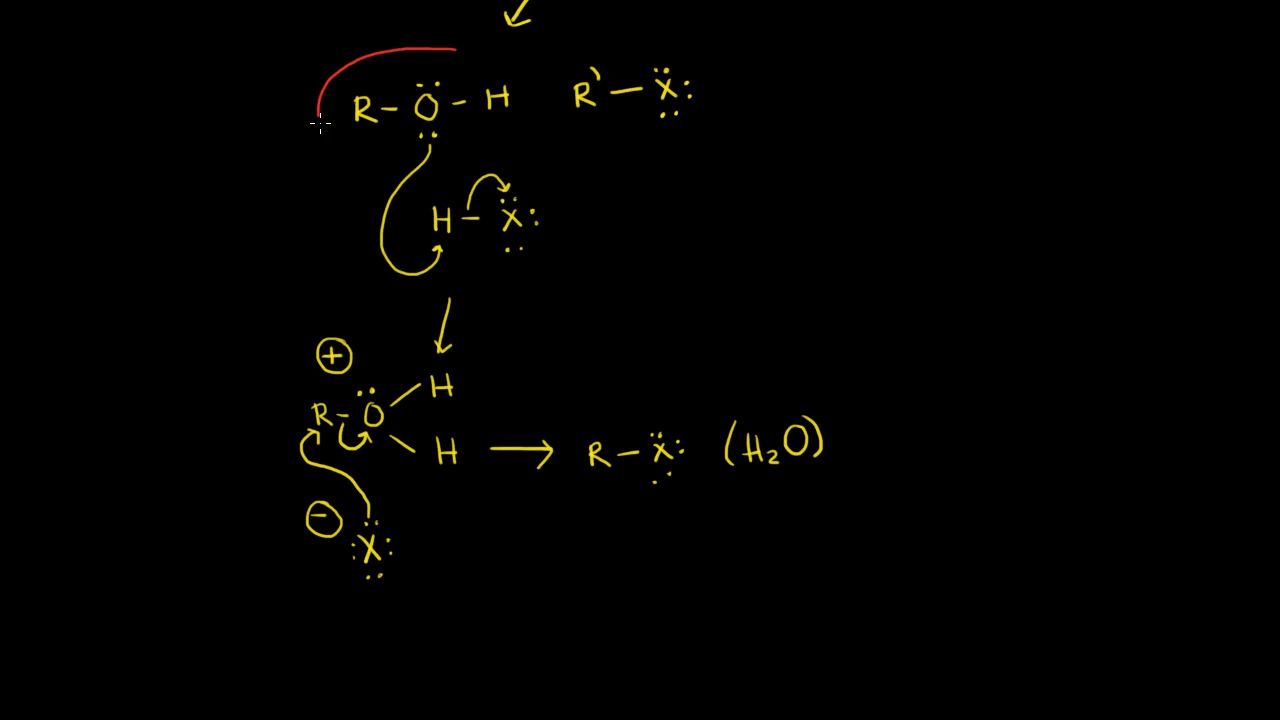 R - O - H R' - X
H - X
+
R - O H
H → R - X (H₂O)
-
X